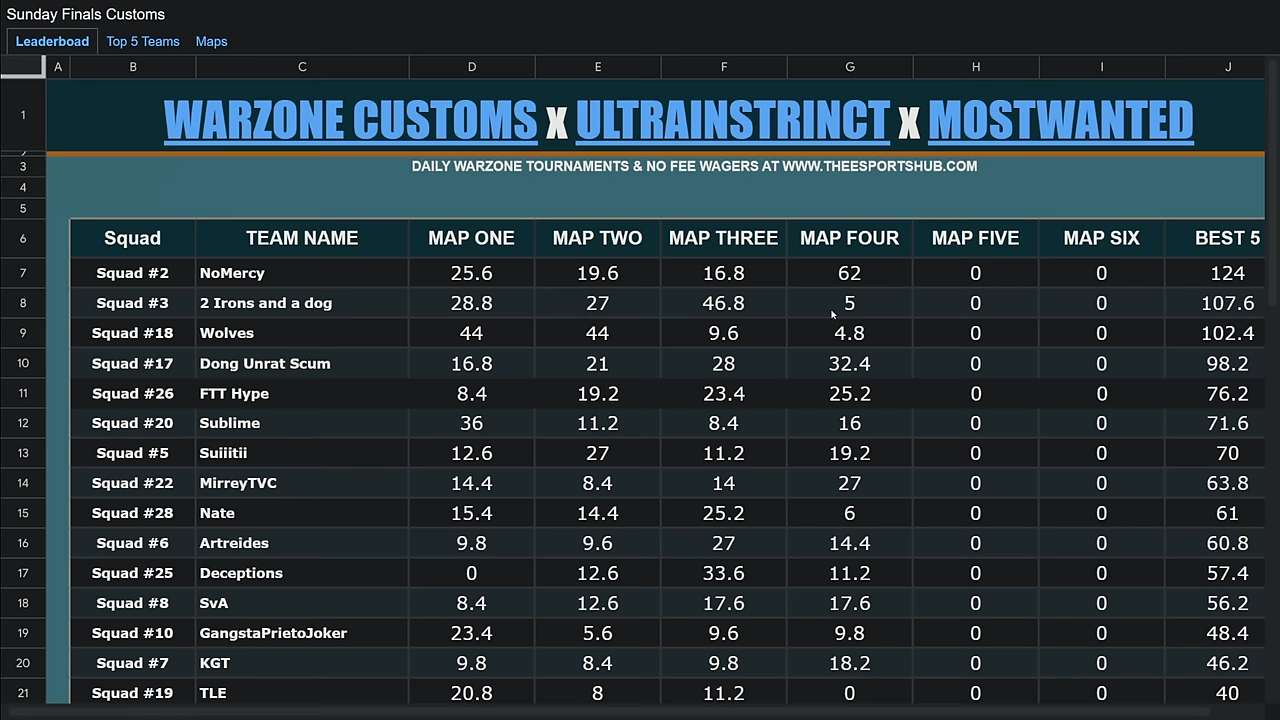 Sunday Finals Customs
Leaderboad Top 5 Teams Maps
A B C D E F G H I J
1 WARZONE CUSTOMS x ULTRAINSTRINCT x MOSTWANTED
3 DAILY WARZONE TOURNAMENTS & NO FEE WAGERS AT WWW.THEESPORTSHUB.COM
4
5
6 Squad TEAM NAME MAP ONE MAP TWO MAP THREE MAP FOUR MAP FIVE MAP SIX BEST 5
7 Squad #2 NoMercy 25.6 19.6 16.8 62 0 0 124
8 Squad #3 2 Irons and a dog 28.8 27 46.8 5 0 0 107.6
9 Squad #18 Wolves 44 44 9.6 4.8 0 0 102.4
10 Squad #17 Dong Unrat Scum 16.8 21 28 32.4 0 0 98.2
11 Squad #26 FTT Hype 8.4 19.2 23.4 25.2 0 0 76.2
12 Squad #20 Sublime 36 11.2 8.4 16 0 0 71.6
13 Squad #5 Suiiitii 12.6 27 11.2 19.2 0 0 70
14 Squad #22 MirreyTVC 14.4 8.4 14 27 0 0 63.8
15 Squad #28 Nate 15.4 14.4 25.2 6 0 0 61
16 Squad #6 Artreides 9.8 9.6 27 14.4 0 0 60.8
17 Squad #25 Deceptions 0 12.6 33.6 11.2 0 0 57.4
18 Squad #8 SvA 8.4 12.6 17.6 17.6 0 0 56.2
19 Squad #10 GangstaPrietoJoker 23.4 5.6 9.6 9.8 0 0 48.4
20 Squad #7 KGT 9.8 8.4 9.8 18.2 0 0 46.2
21 Squad #19 TLE 20.8 8 11.2 0 0 0 40